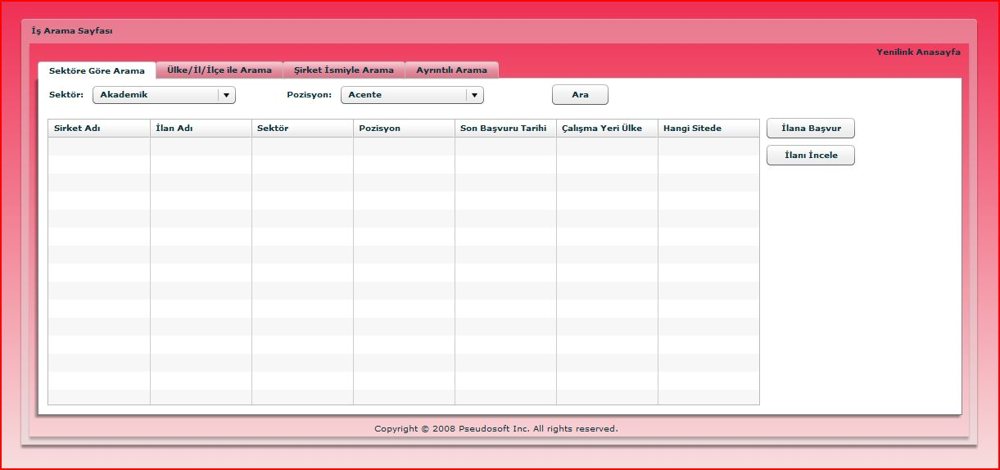 İş Arama Sayfası
Yenilink Anasayfa
Sektöre Göre Arama Ülke/İl/İlçe ile Arama Şirket İsmiyle Arama Ayrıntılı Arama
Sektör: Akademik Pozisyon: Acente Ara
Sirket Adı İlan Adı Sektör Pozisyon Son Başvuru Tarihi Çalışma Yeri Ülke Hangi Sitede İlana Başvur
İlanı İncele
Copyright © 2008 Pseudosoft Inc. All rights reserved.